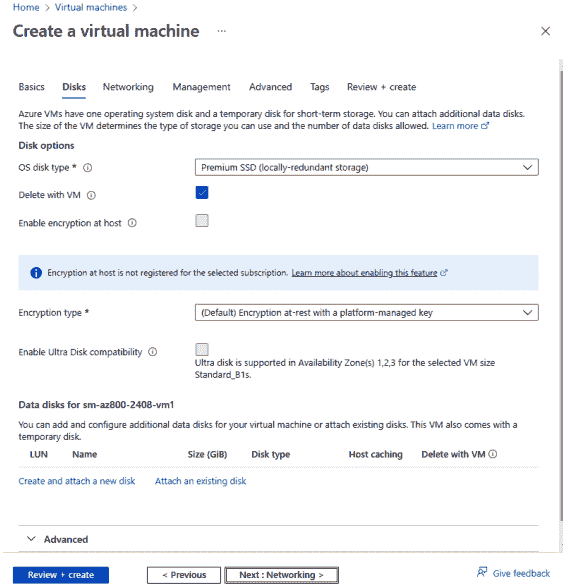 Home > Virtual machines >
Create a virtual machine ...
Basics Disks Networking Management Advanced Tags Review + create
Azure VMs have one operating system disk and a temporary disk for short-term storage. You can attach additional data disks.
The size of the VM determines the type of storage you can use and the number of data disks allowed. Learn more
Disk options
OS disk type * Premium SSD (locally-redundant storage)
Delete with VM
Enable encryption at host
Encryption at host is not registered for the selected subscription. Learn more about enabling this feature
Encryption type * (Default) Encryption at-rest with a platform-managed key
Enable Ultra Disk compatibility
Ultra disk is supported in Availability Zone(s) 1,2,3 for the selected VM size
Standard_B1s.
Data disks for sm-az800-2408-vm1
You can add and configure additional data disks for your virtual machine or attach existing disks. This VM also comes with a
temporary disk.
LUN Name Size (GiB) Disk type Host caching Delete with VM
Create and attach a new disk Attach an existing disk
Advanced
Review + create < Previous Next : Networking > Give feedback